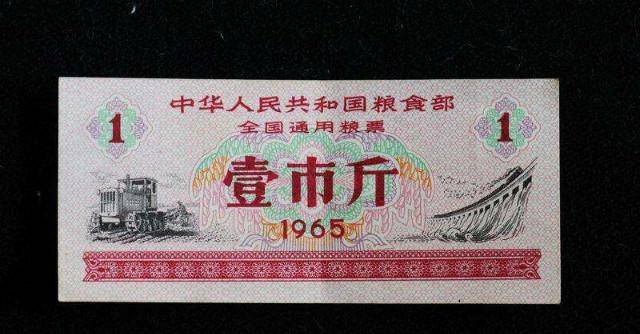 中华人民共和国粮食部
全国通用粮票
1 1
壹市斤
1965